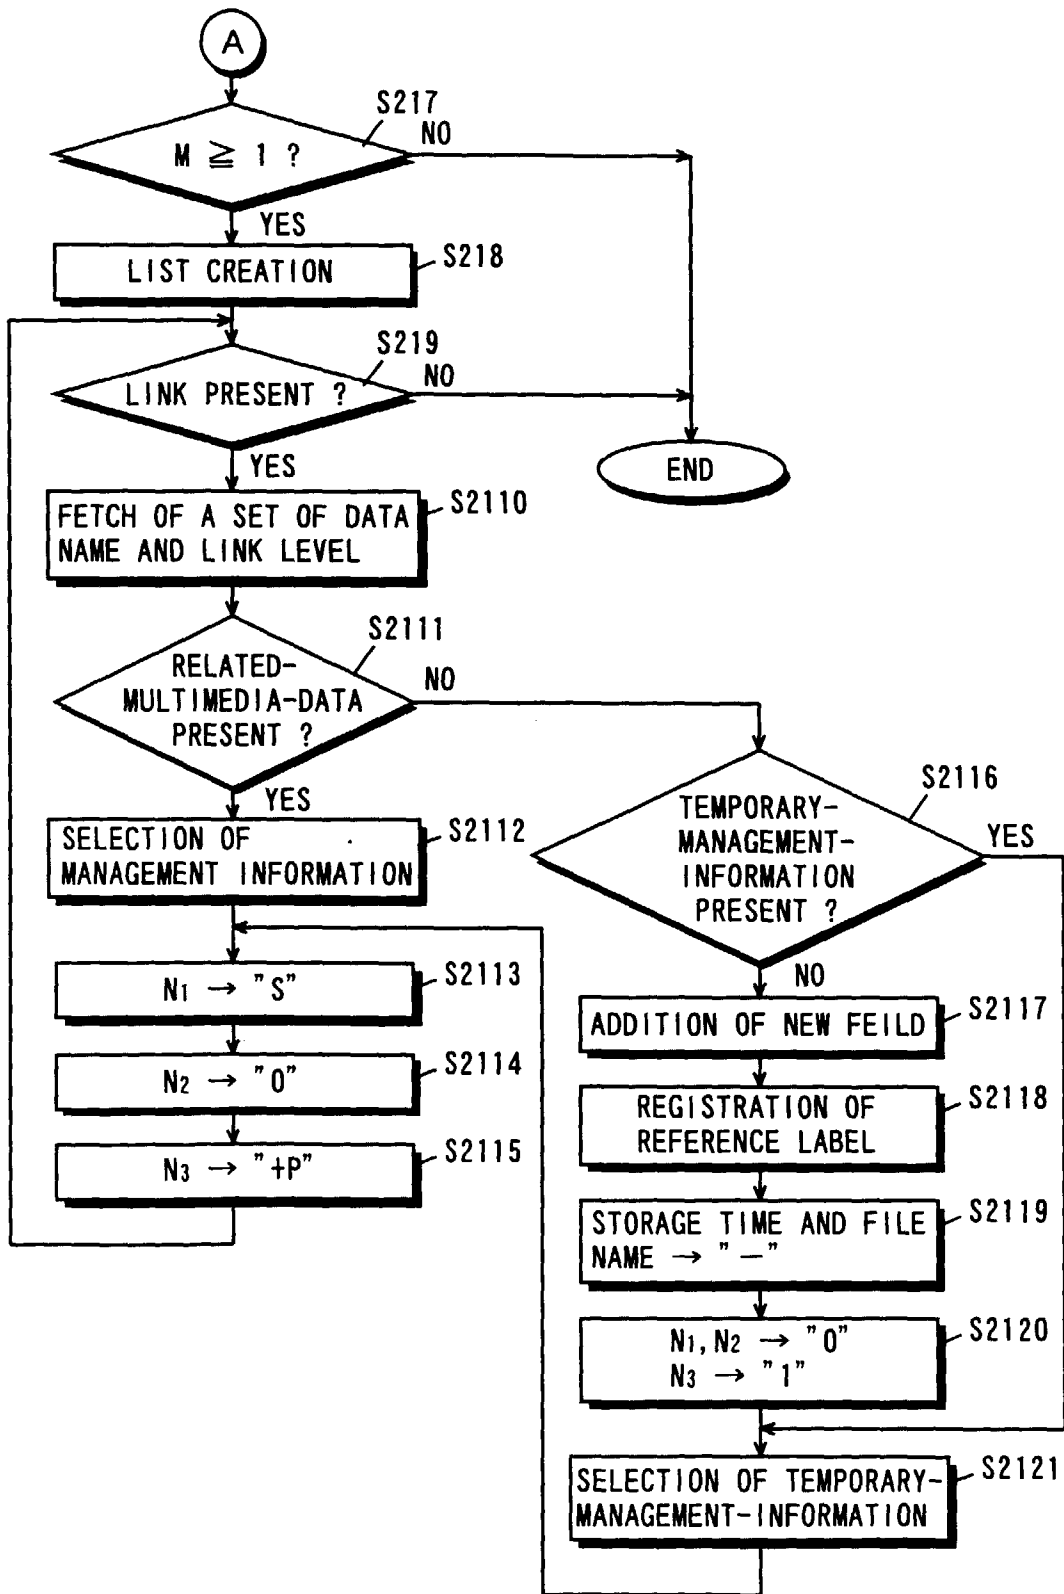 A
S217
M ≧ 1 ?
NO
YES
LIST CREATION
S218
S219
LINK PRESENT ?
NO
END
YES
FETCH OF A SET OF DATA
NAME AND LINK LEVEL
S2110
S2111
RELATED-
MULTIMEDIA-DATA
PRESENT ?
NO
YES
SELECTION OF
MANAGEMENT INFORMATION
S2112
S2116
TEMPORARY-
MANAGEMENT-
INFORMATION
PRESENT ?
YES
NO
N1 → "S"
S2113
N2 → "0"
S2114
N3 → "+P"
S2115
ADDITION OF NEW FEILD
S2117
REGISTRATION OF
REFERENCE LABEL
S2118
STORAGE TIME AND FILE
NAME → "—"
S2119
N1, N2 → "0"
N3 → "1"
S2120
SELECTION OF TEMPORARY-
MANAGEMENT-INFORMATION
S2121